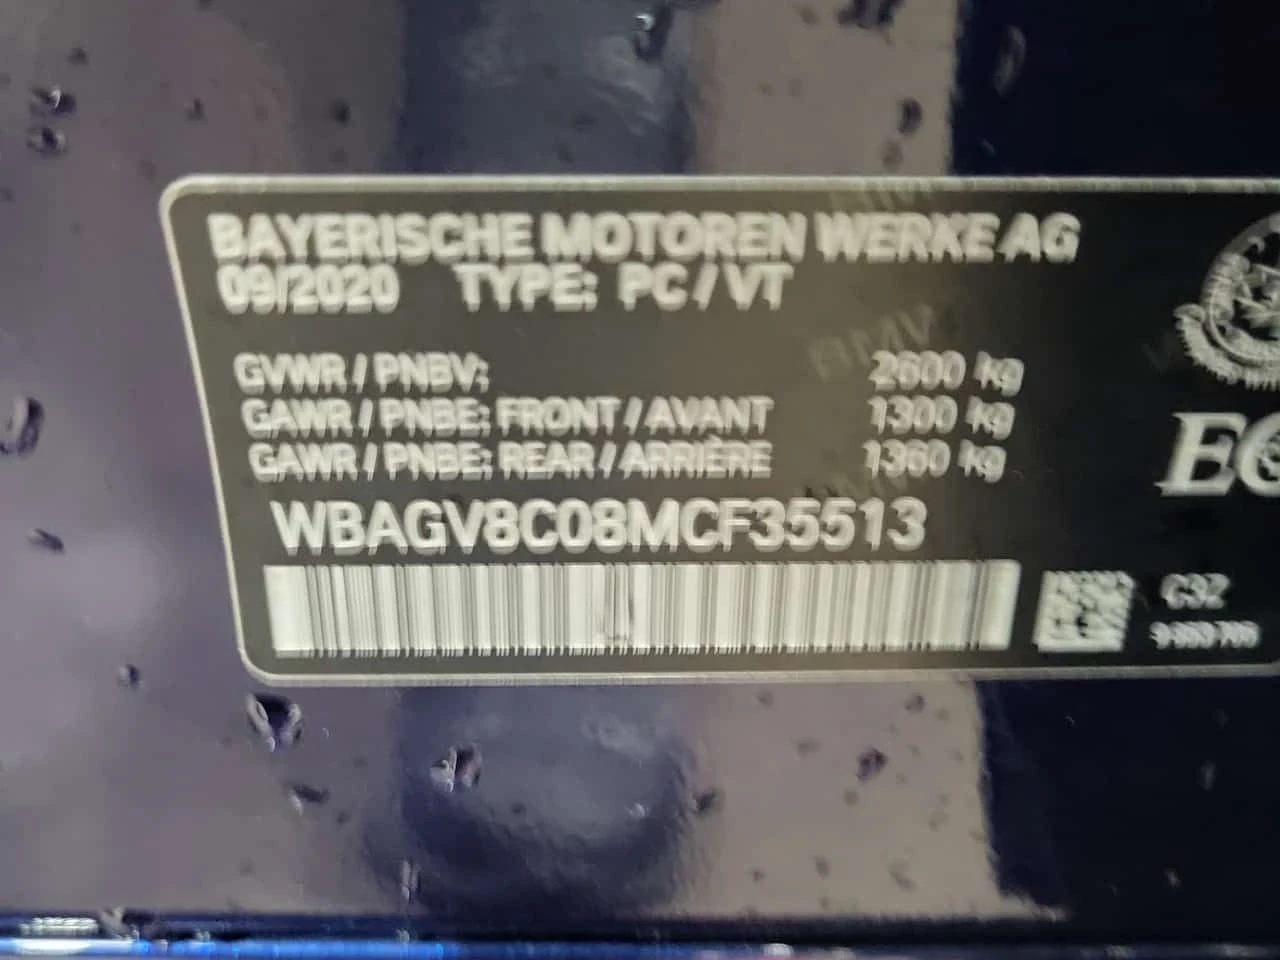 BAYERISCHE MOTOREN WERKE AG
09/2020 TYPE: PC / VT
GVWR / PNBV: 2600 kg
GAWR / PNBE: FRONT / AVANT 1300 kg
GAWR / PNBE: REAR / ARRIÈRE 1360 kg
WBAGV8C08MCF35513
G3Z